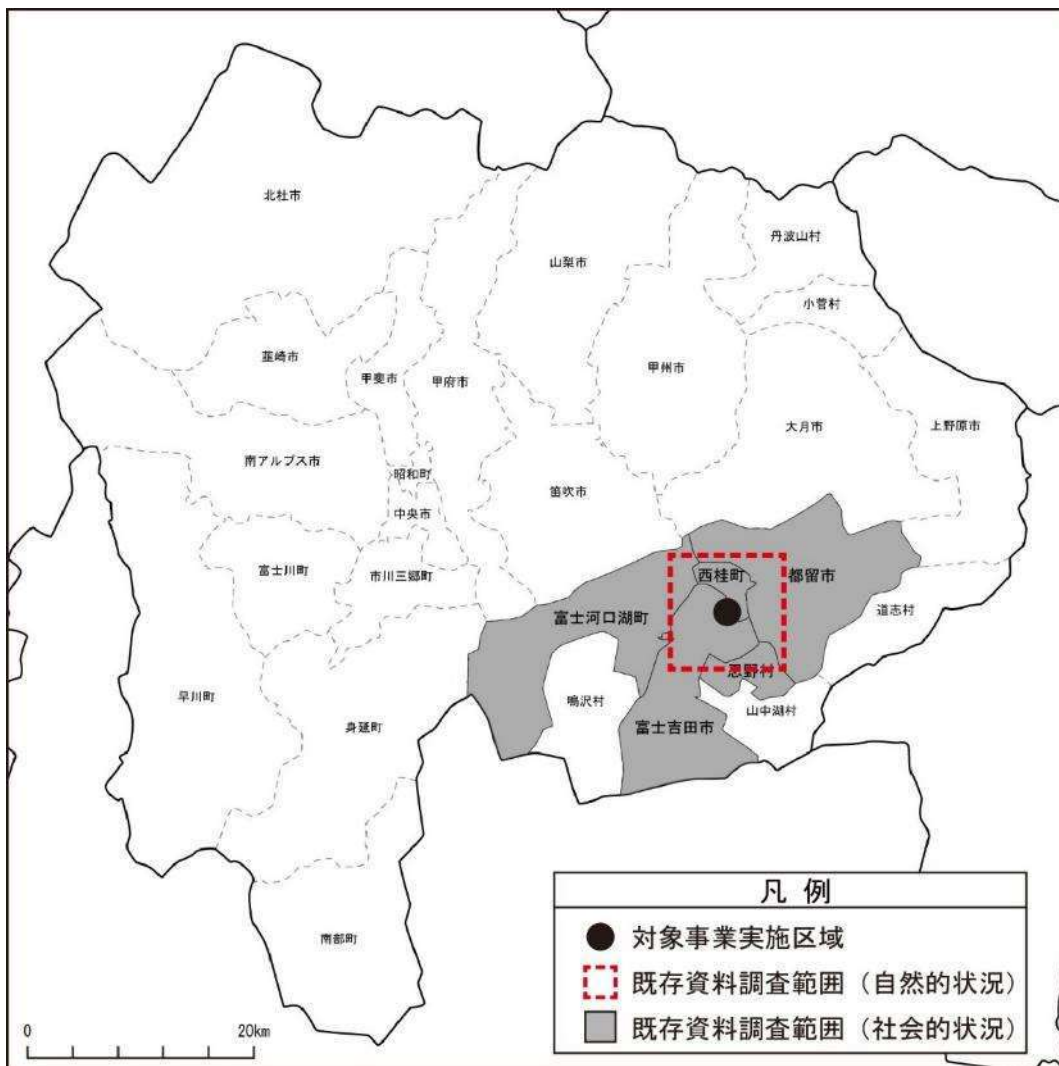 北杜市
丹波山村
山梨市
小菅村
韮崎市
甲斐市
甲府市
甲州市
大月市
上野原市
南アルプス市
昭和町
笛吹市
中央市
富士川町
市川三郷町
西桂町
都留市
富士河口湖町
道志村
忍野村
早川町
鳴沢村
山中湖村
身延町
富士吉田市
南部町
凡 例
対象事業実施区域
既存資料調査範囲（自然的状況）
既存資料調査範囲（社会的状況）
0 20km